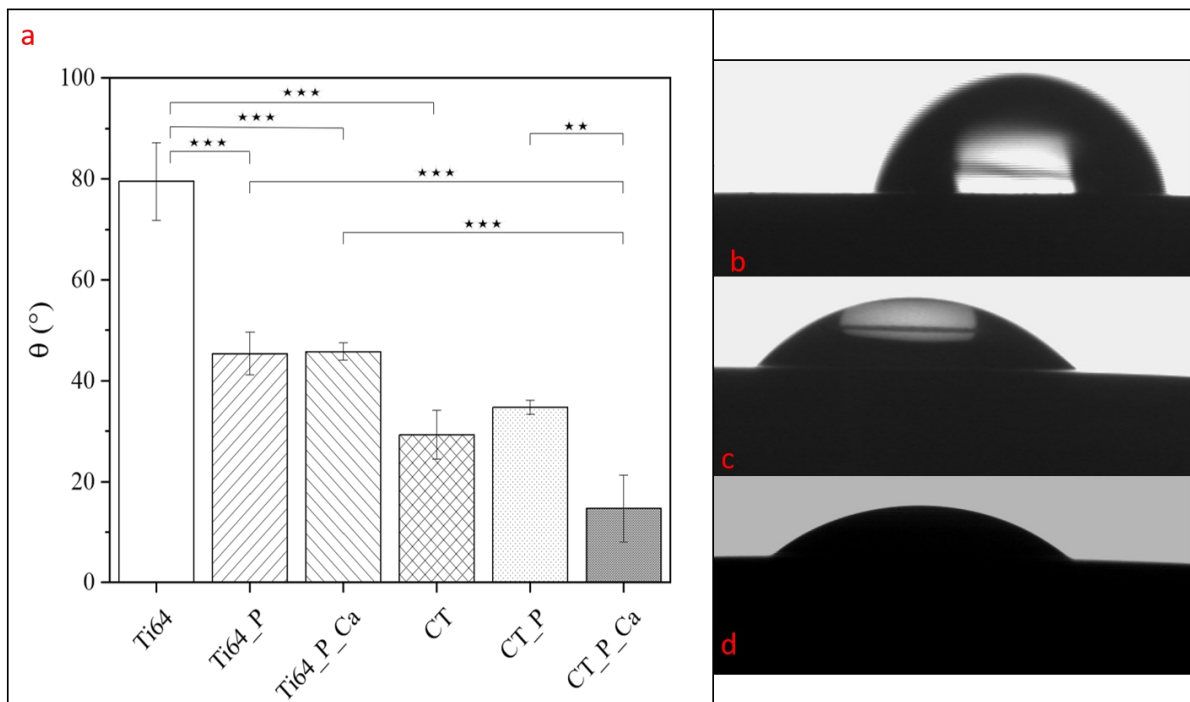 a
100
80
60
40
20
0
θ (°)
★★★
★★★
★★★
★★
★★★
★★★
Ti64
Ti64_P
Ti64_P_Ca
CT
CT_P
CT_P_Ca
b
c
d